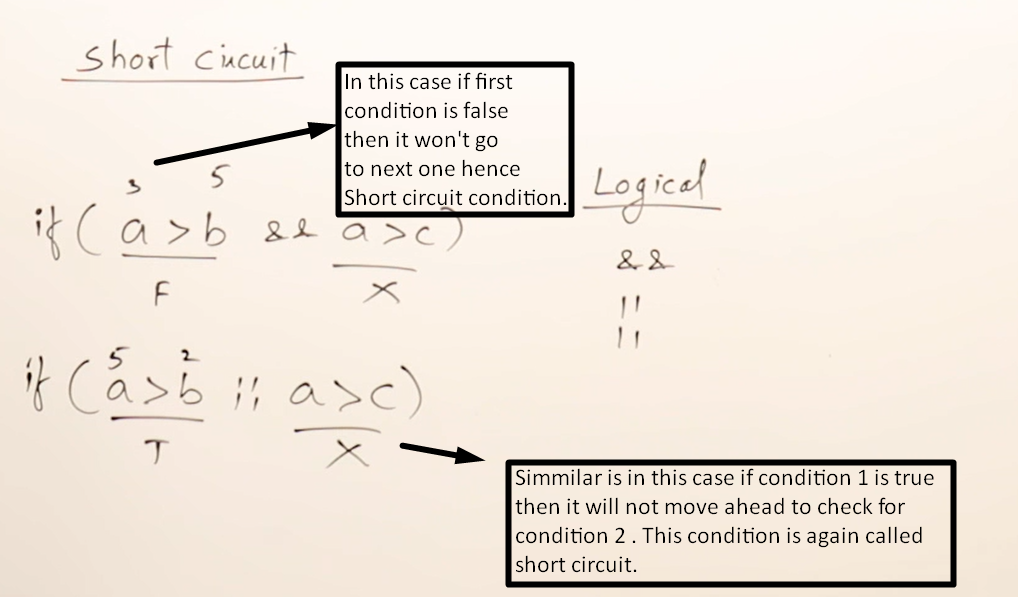 Short Circuit
In this case if first
condition is false
then it won't go
to next one hence
Short circuit condition.
3 5
if ( a > b && a > c )
F X
Logical
&&
||
||
5 2
if ( a > b || a > c )
T X
Simmilar is in this case if condition 1 is true
then it will not move ahead to check for
condition 2 . This condition is again called
short circuit.